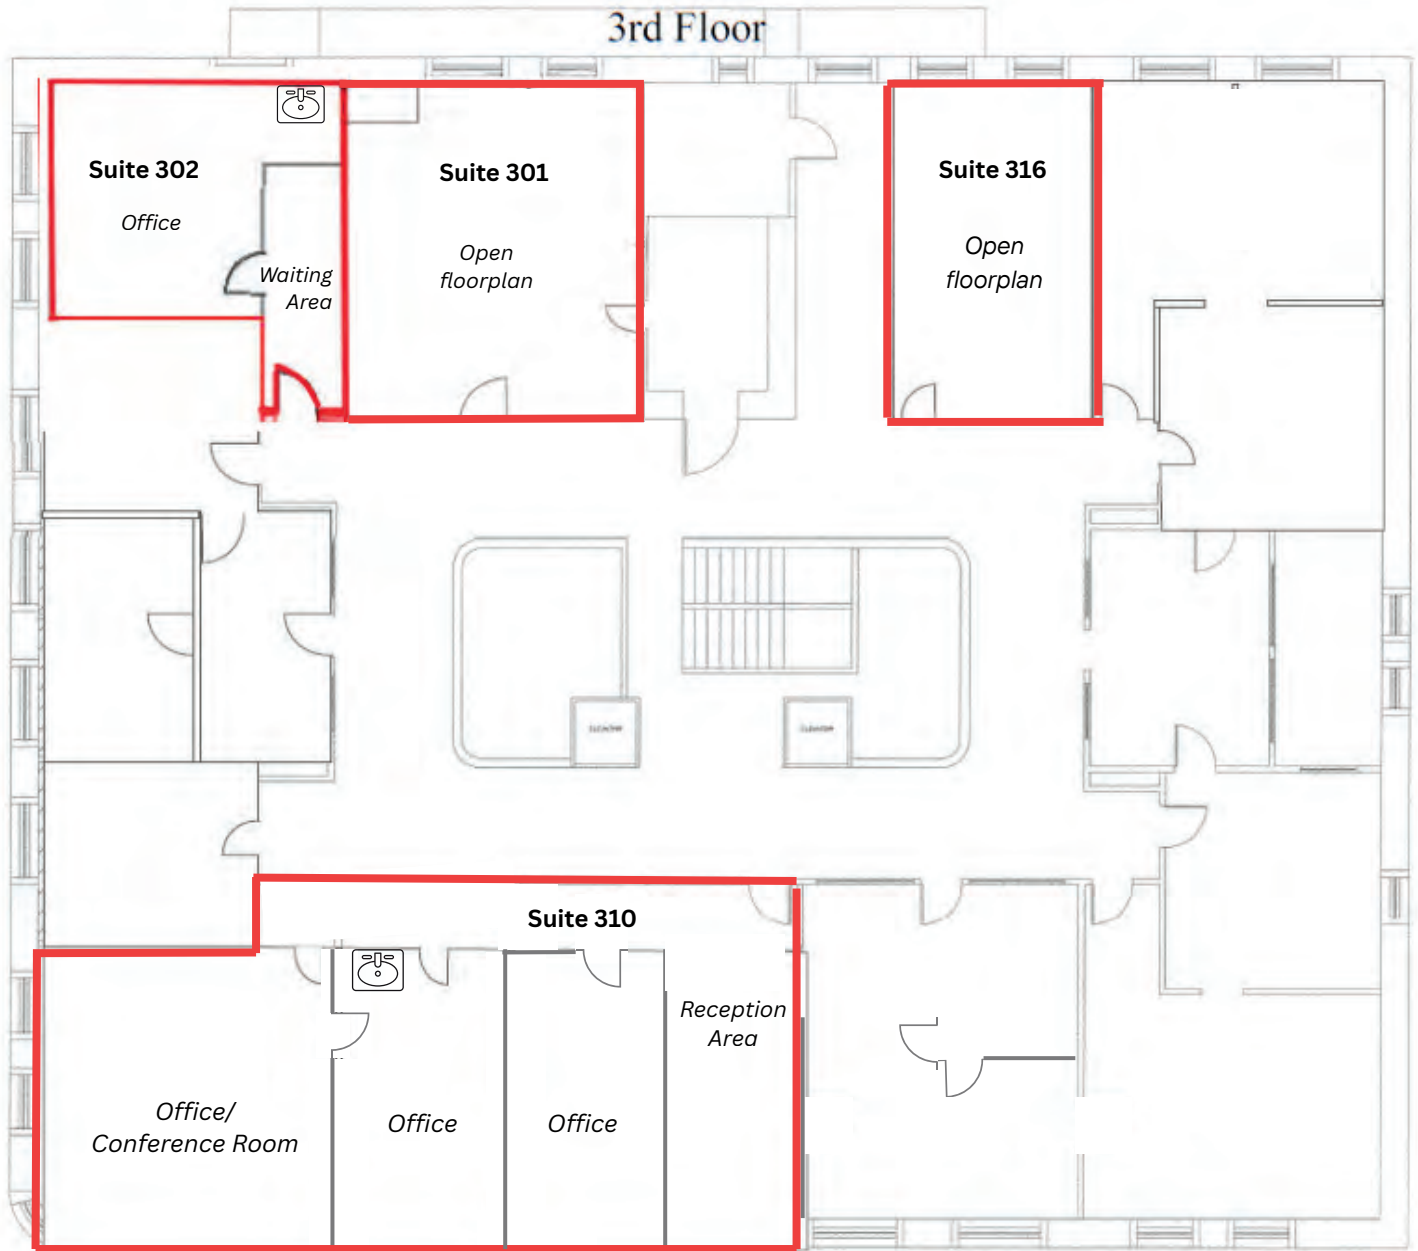 3rd Floor
Suite 302
Office
Waiting
Area
Suite 301
Open
floorplan
Suite 316
Open
floorplan
Suite 310
Reception
Area
Office/
Conference Room
Office
Office